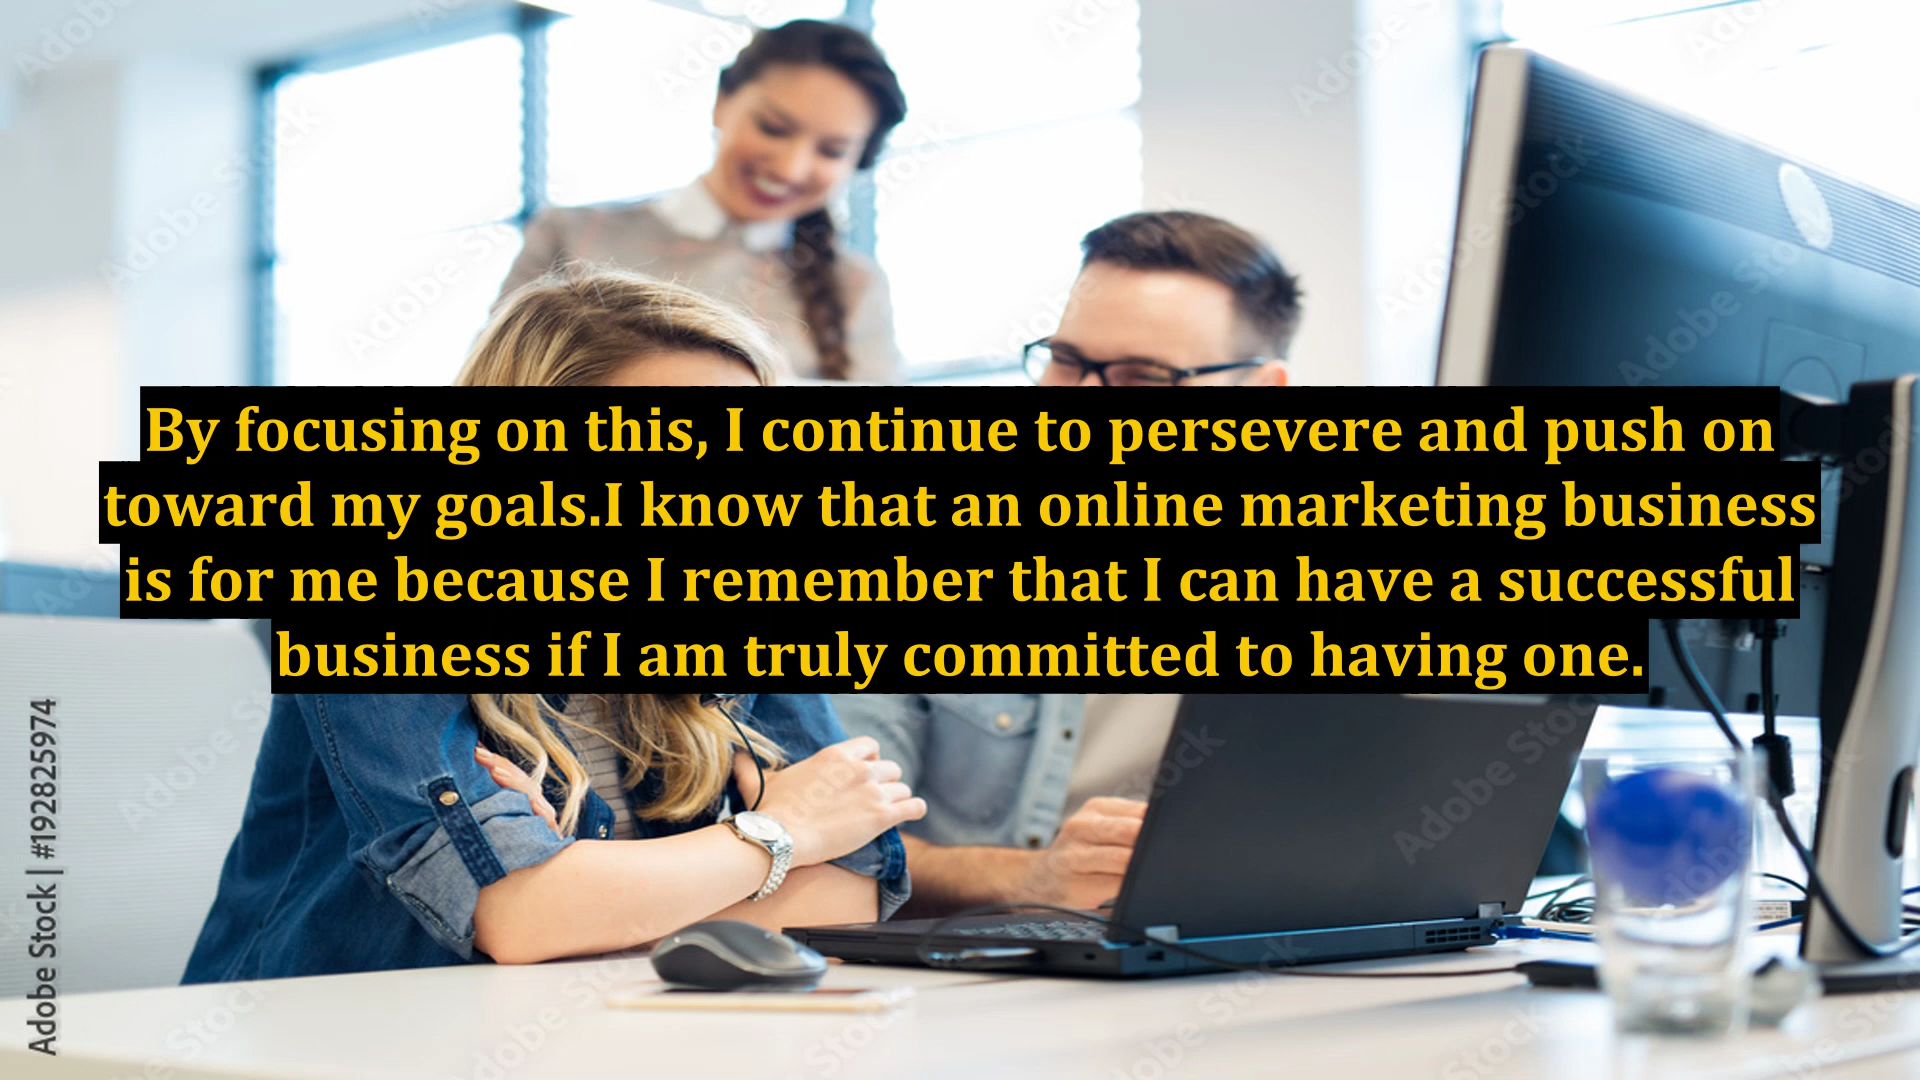 By focusing on this, I continue to persevere and push on
toward my goals.I know that an online marketing business
is for me because I remember that I can have a successful
business if I am truly committed to having one.
Adobe Stock | #192825974